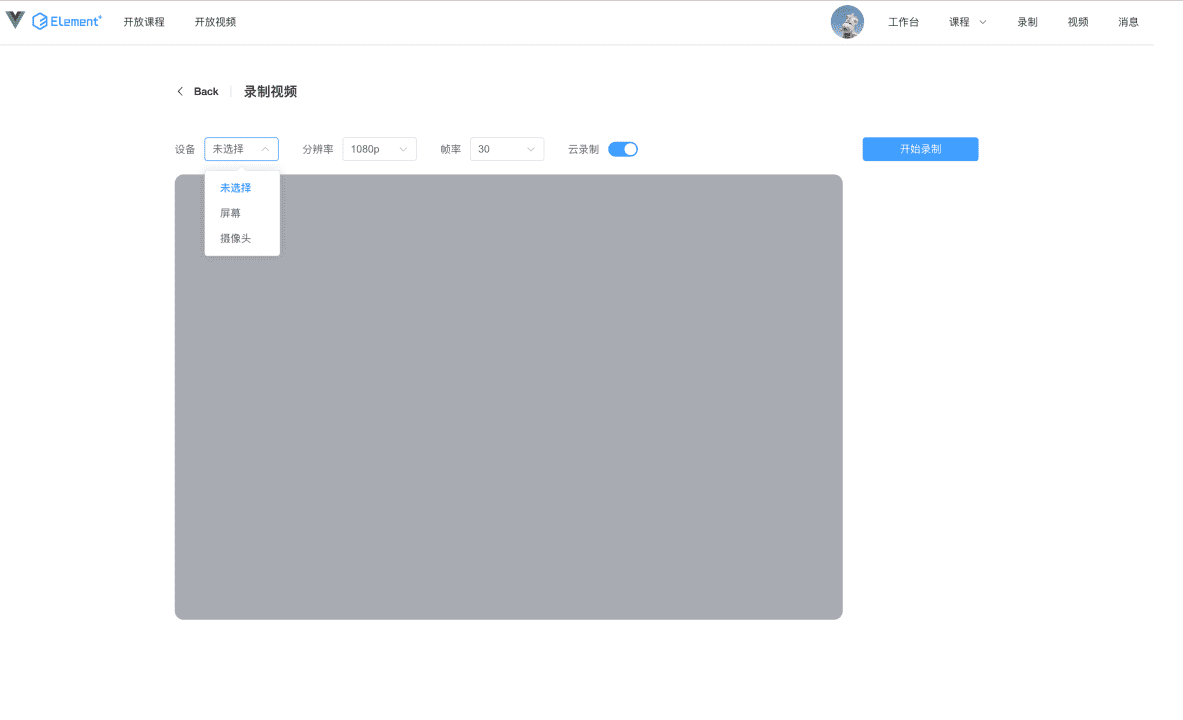 Element+ 开放课程 开放视频 工作台 课程 录制 视频 消息
Back 录制视频
设备 未选择 分辨率 1080p 帧率 30 云录制 开始录制
未选择
屏幕
摄像头